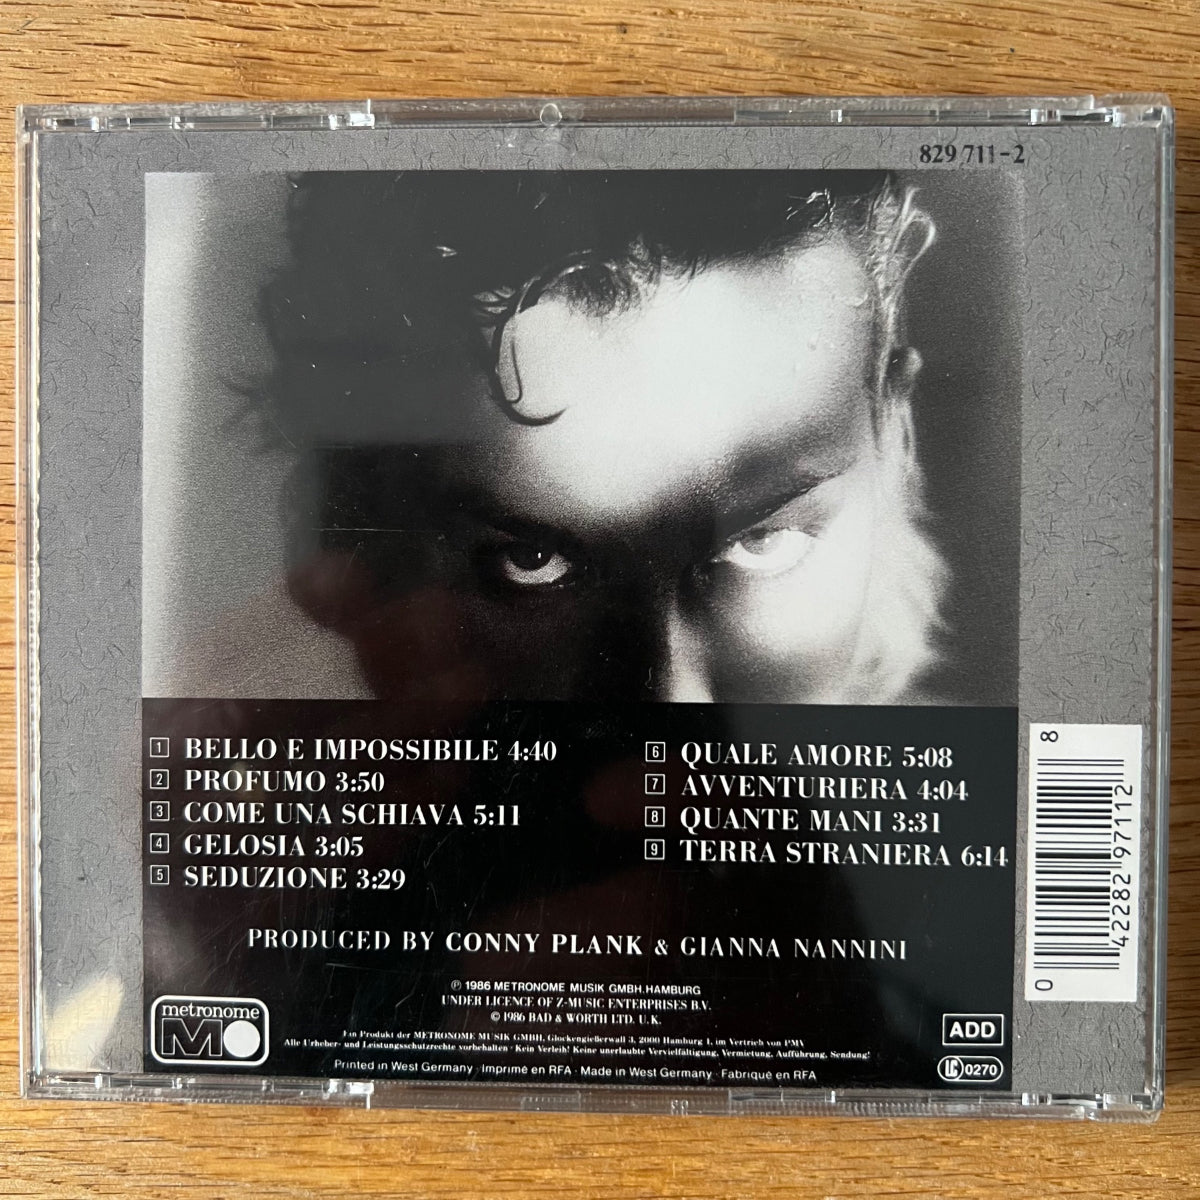 829 711-2
1 BELLO E IMPOSSIBILE 4:40
2 PROFUMO 3:50
3 COME UNA SCHIAVA 5:11
4 GELOSIA 3:05
5 SEDUZIONE 3:29
6 QUALE AMORE 5:08
7 AVVENTURIERA 4:04
8 QUANTE MANI 3:31
9 TERRA STRANIERA 6:14
PRODUCED BY CONNY PLANK & GIANNA NANNINI
℗ 1986 METRONOME MUSIK GMBH.HAMBURG
UNDER LICENCE OF Z-MUSIC ENTERPRISES B.V.
© 1986 BAD & WORTH LTD. U.K.
Ein Produkt der METRONOME MUSIK GMBH, Glockengießerwall 3, 2000 Hamburg 1, im Vertrieb von PMV
Alle Urheber- und Leistungsschutzrechte vorbehalten · Kein Verleih! Keine unerlaubte Vervielfältigung, Vermietung, Aufführung, Sendung!
Printed in West Germany · Imprimé en RFA · Made in West Germany · Fabriqué en RFA
metronome
M
ADD
LC 0270
0 42282 97112 8